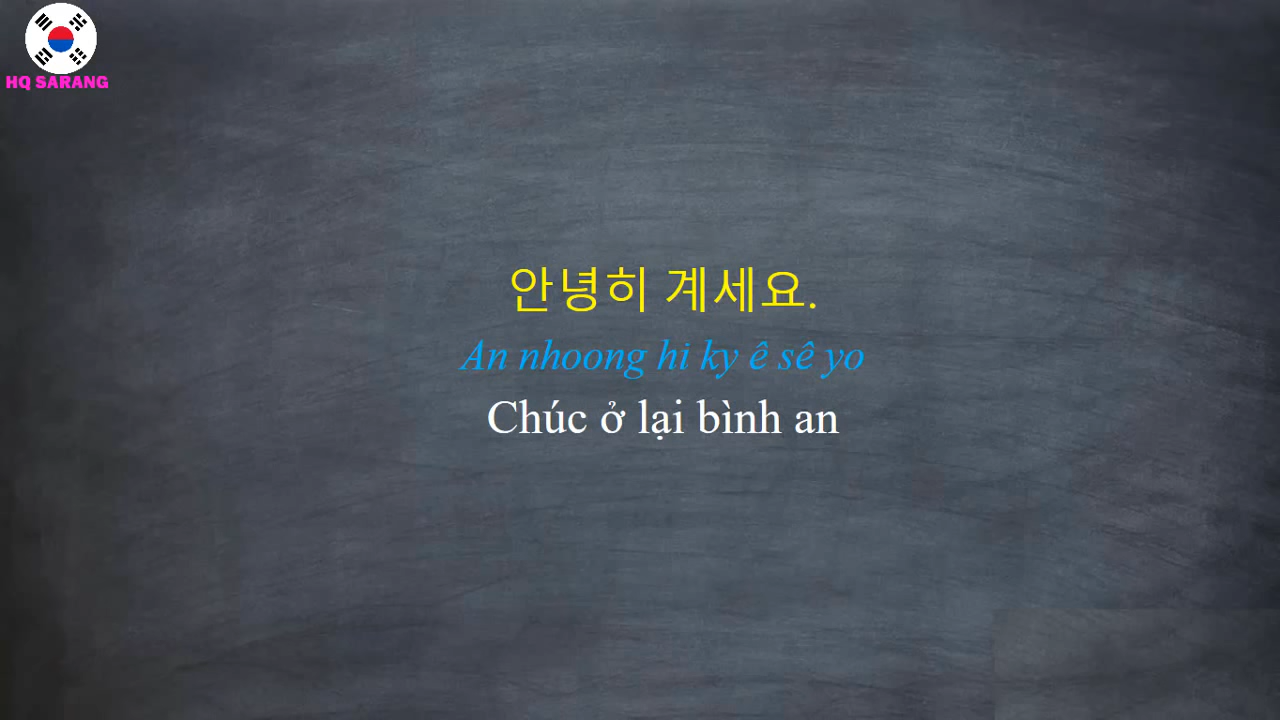 HQ SARANG
안녕히 계세요.
An nhoong hi ky ê sê yo
Chúc ở lại bình an